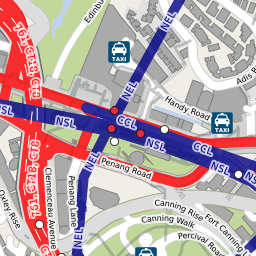 Edinbu
NEL
TAXI
Adis R
Handy Road
TAXI
NSL
CCL
NSL
CCL
NSL
NEL
Penang Road
Penang Lane
Clemenceau Avenue
Oxley Rise
NEL
Canning Rise
Fort Canning
Canning Walk
Percival Road